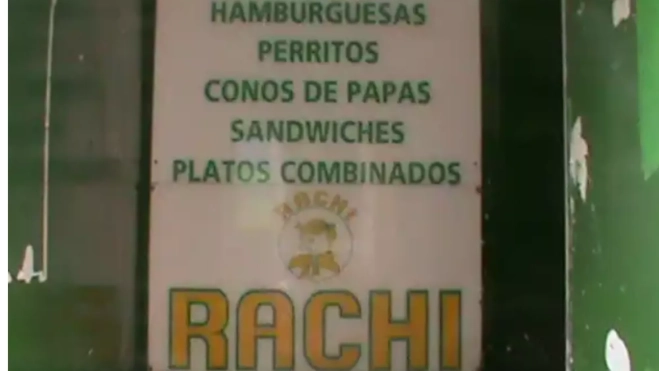 HAMBURGUESAS
PERRITOS
CONOS DE PAPAS
SANDWICHES
PLATOS COMBINADOS
RACHI
RACHI